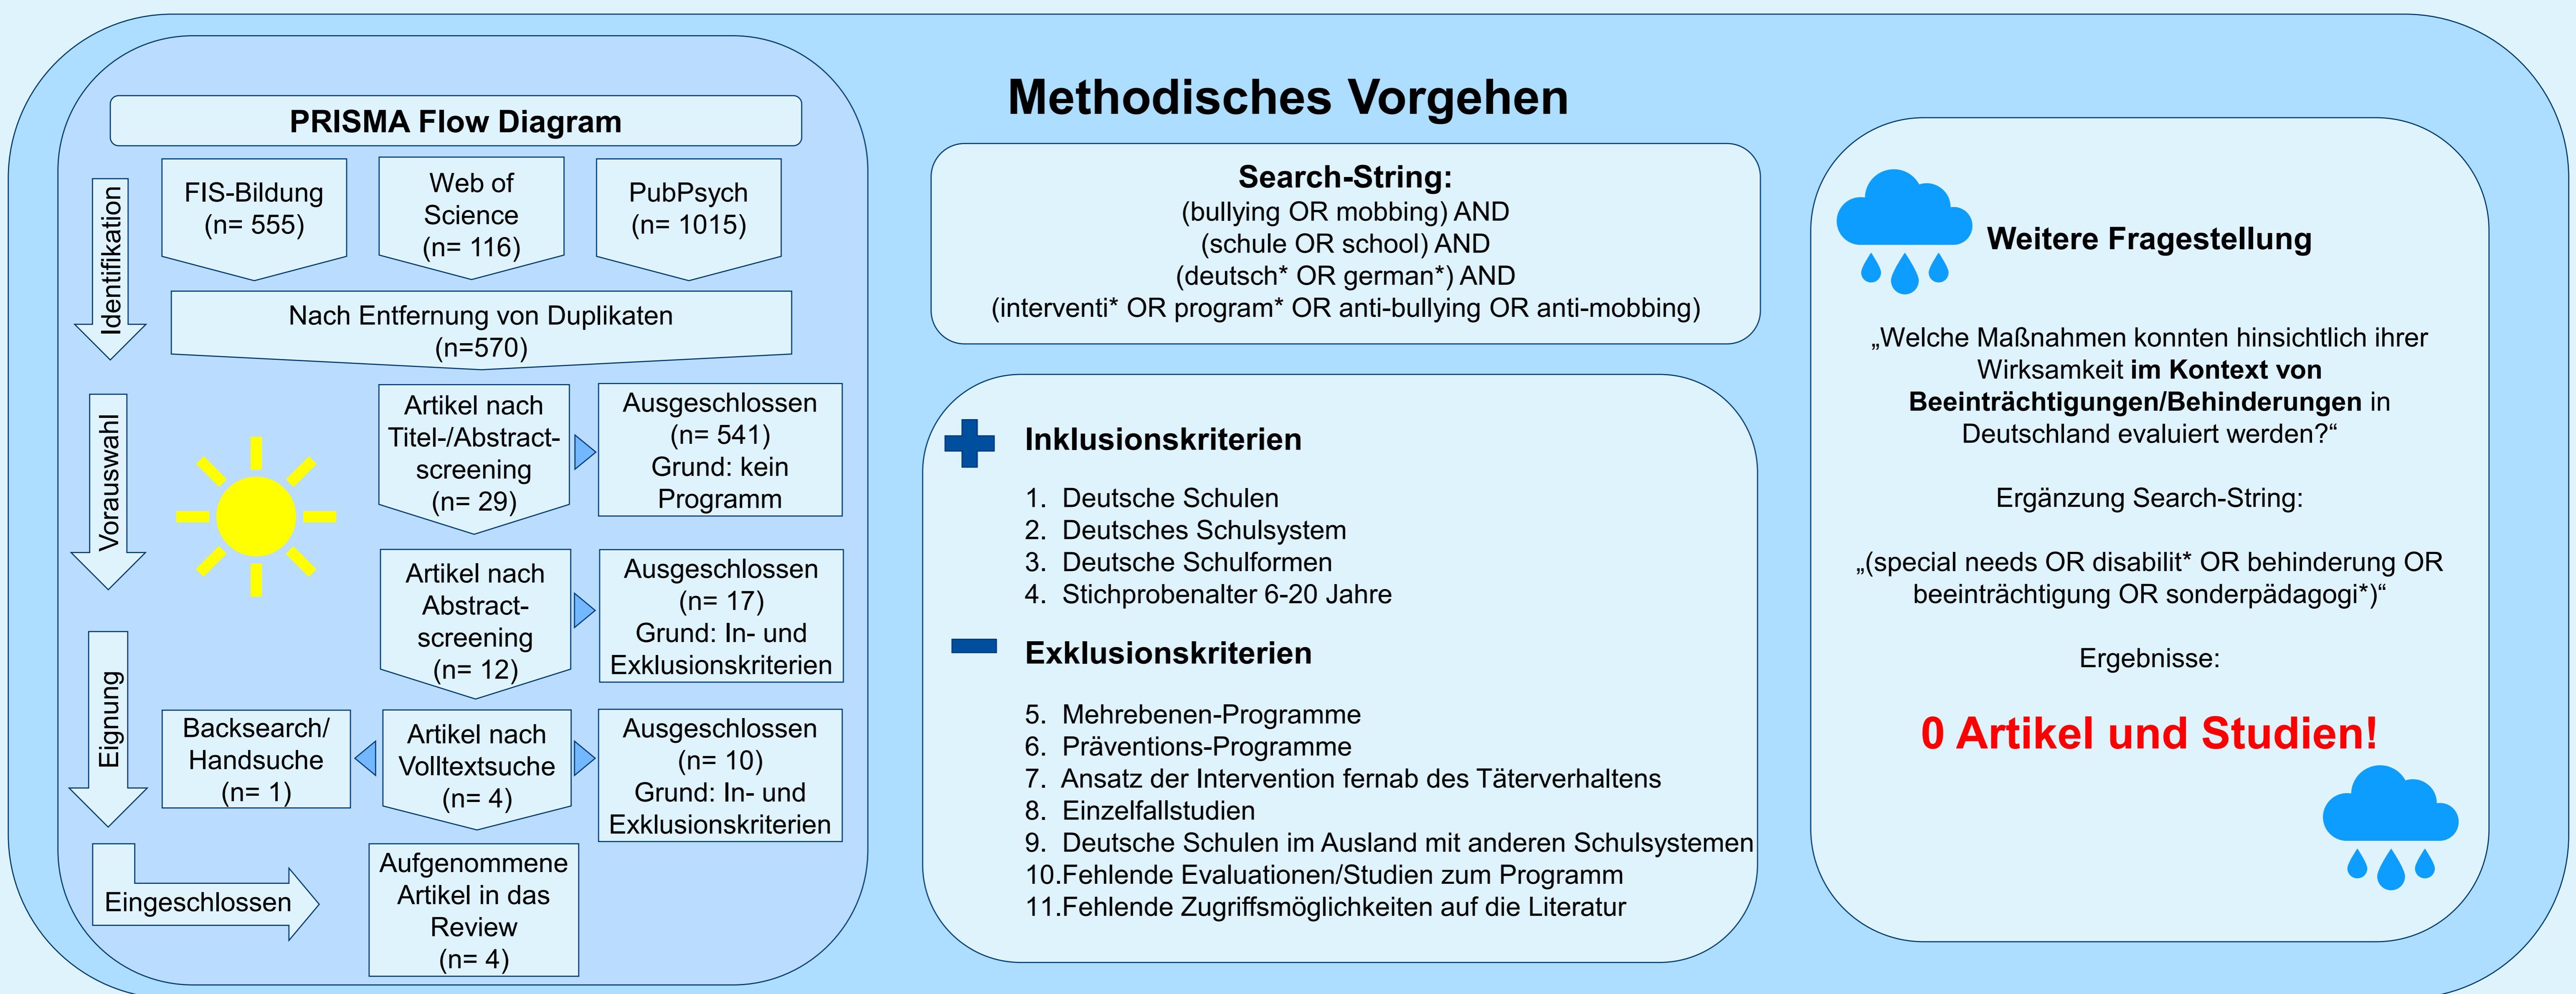 Methodisches Vorgehen
PRISMA Flow Diagram
Identifikation
FIS-Bildung
(n= 555)
Web of
Science
(n= 116)
PubPsych
(n= 1015)
Nach Entfernung von Duplikaten
(n=570)
Vorauswahl
Artikel nach
Titel-/Abstract-
screening
(n= 29)
Ausgeschlossen
(n= 541)
Grund: kein
Programm
Artikel nach
Abstract-
screening
(n= 12)
Ausgeschlossen
(n= 17)
Grund: In- und
Exklusionskriterien
Eignung
Backsearch/
Handsuche
(n= 1)
Artikel nach
Volltextsuche
(n= 4)
Ausgeschlossen
(n= 10)
Grund: In- und
Exklusionskriterien
Eingeschlossen
Aufgenommene
Artikel in das
Review
(n= 4)
Search-String:
(bullying OR mobbing) AND
(schule OR school) AND
(deutsch* OR german*) AND
(interventi* OR program* OR anti-bullying OR anti-mobbing)
Inklusionskriterien
1. Deutsche Schulen
2. Deutsches Schulsystem
3. Deutsche Schulformen
4. Stichprobenalter 6-20 Jahre
Exklusionskriterien
5. Mehrebenen-Programme
6. Präventions-Programme
7. Ansatz der Intervention fernab des Täterverhaltens
8. Einzelfallstudien
9. Deutsche Schulen im Ausland mit anderen Schulsystemen
10.Fehlende Evaluationen/Studien zum Programm
11.Fehlende Zugriffsmöglichkeiten auf die Literatur
Weitere Fragestellung
„Welche Maßnahmen konnten hinsichtlich ihrer
Wirksamkeit im Kontext von
Beeinträchtigungen/Behinderungen in
Deutschland evaluiert werden?“
Ergänzung Search-String:
„(special needs OR disabilit* OR behinderung OR
beeinträchtigung OR sonderpädagogi*)“
Ergebnisse:
0 Artikel und Studien!